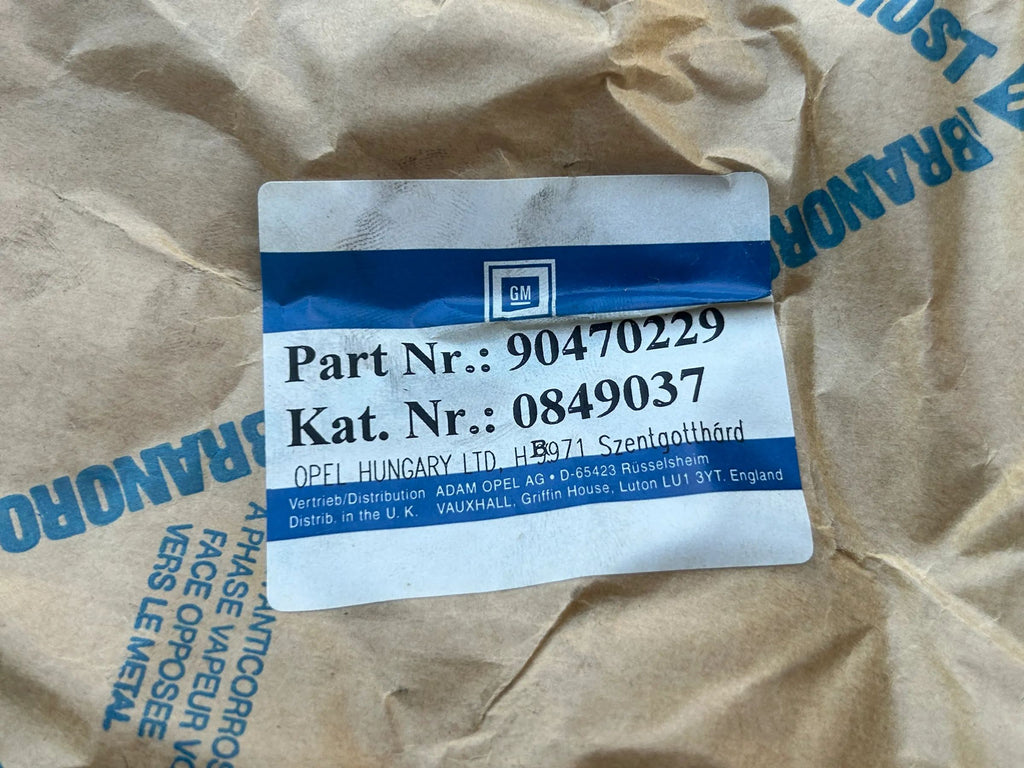 BRANORO
GM
Part Nr.: 90470229
Kat. Nr.: 0849037
OPEL HUNGARY LTD, H-9971 Szentgotthárd
B
Vertrieb/Distribution ADAM OPEL AG • D-65423 Rüsselsheim
Distrib. in the U. K. VAUXHALL, Griffin House, Luton LU1 3YT. England
BRANORO
ANTICORROS
A PHASE VAPEUR
FACE OPPOSEE
VERS LE METAL